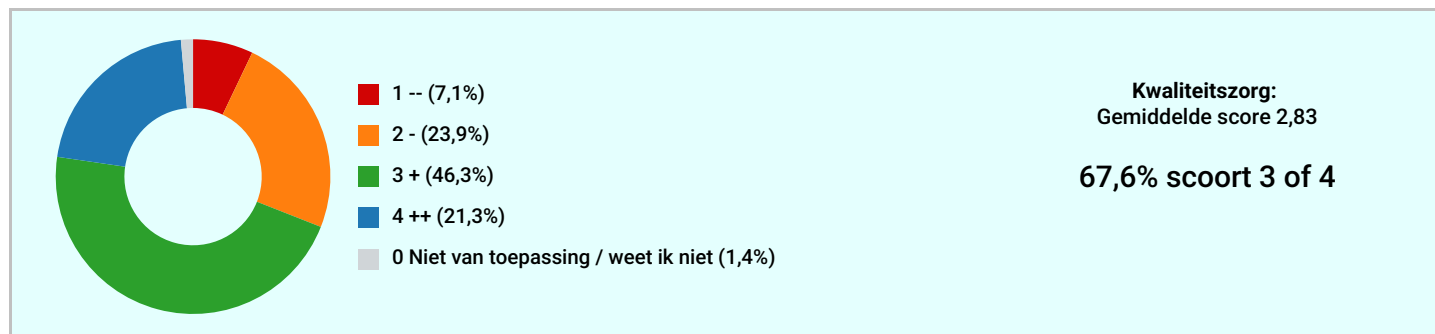 1 -- (7,1%)
2 - (23,9%)
3 + (46,3%)
4 ++ (21,3%)
0 Niet van toepassing / weet ik niet (1,4%)
Kwaliteitszorg:
Gemiddelde score 2,83
67,6% scoort 3 of 4